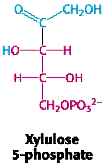 O CH₂OH
C
HO—C—H
H—C—OH
CH₂OPO₃²⁻
Xylulose
5-phosphate